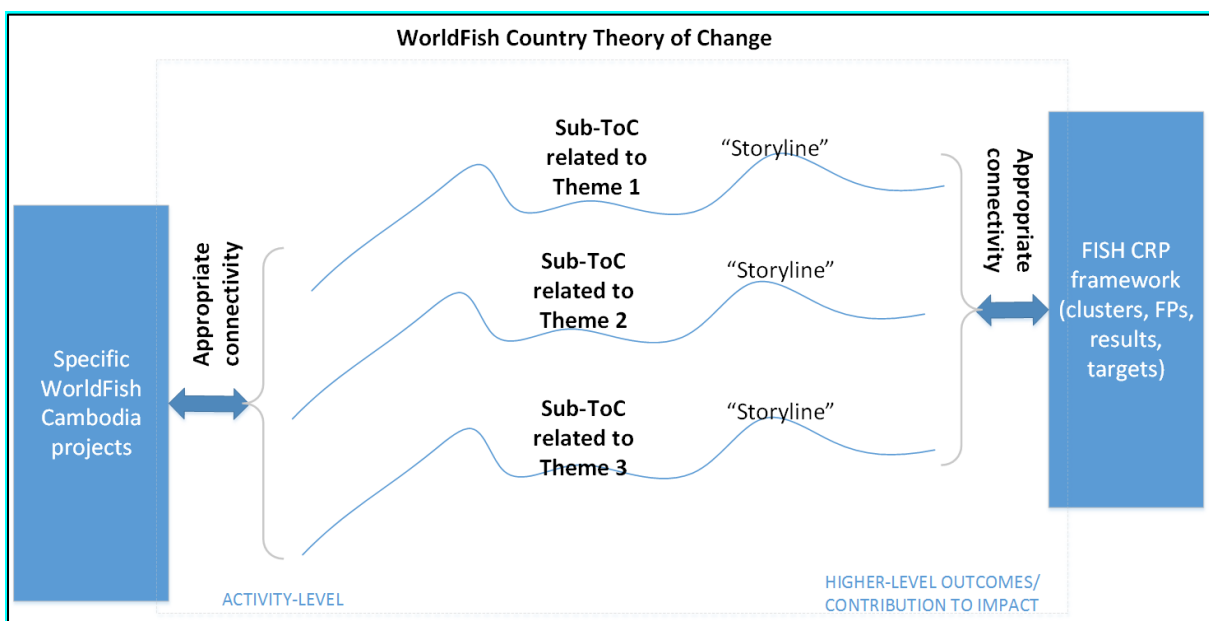 WorldFish Country Theory of Change
Specific
WorldFish
Cambodia
projects
Appropriate
connectivity
Sub-ToC
related to
Theme 1
“Storyline”
Sub-ToC
related to
Theme 2
“Storyline”
Sub-ToC
related to
Theme 3
“Storyline”
Appropriate
connectivity
FISH CRP
framework
(clusters, FPs,
results,
targets)
ACTIVITY-LEVEL
HIGHER-LEVEL OUTCOMES/
CONTRIBUTION TO IMPACT